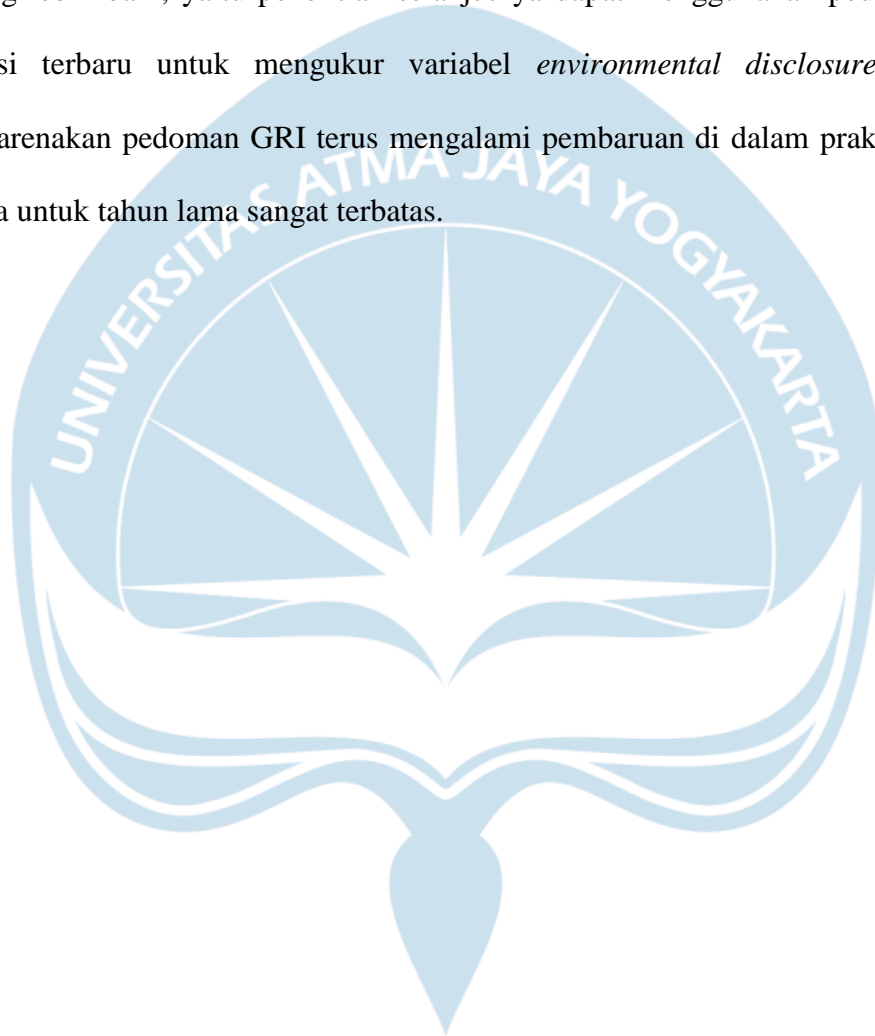 si terbaru untuk mengukur variabel environmental disclosure
arenakan pedoman GRI terus mengalami pembaruan di dalam prak
a untuk tahun lama sangat terbatas.
UNIVERSITAS ATMA JAYA YOGYAKARTA